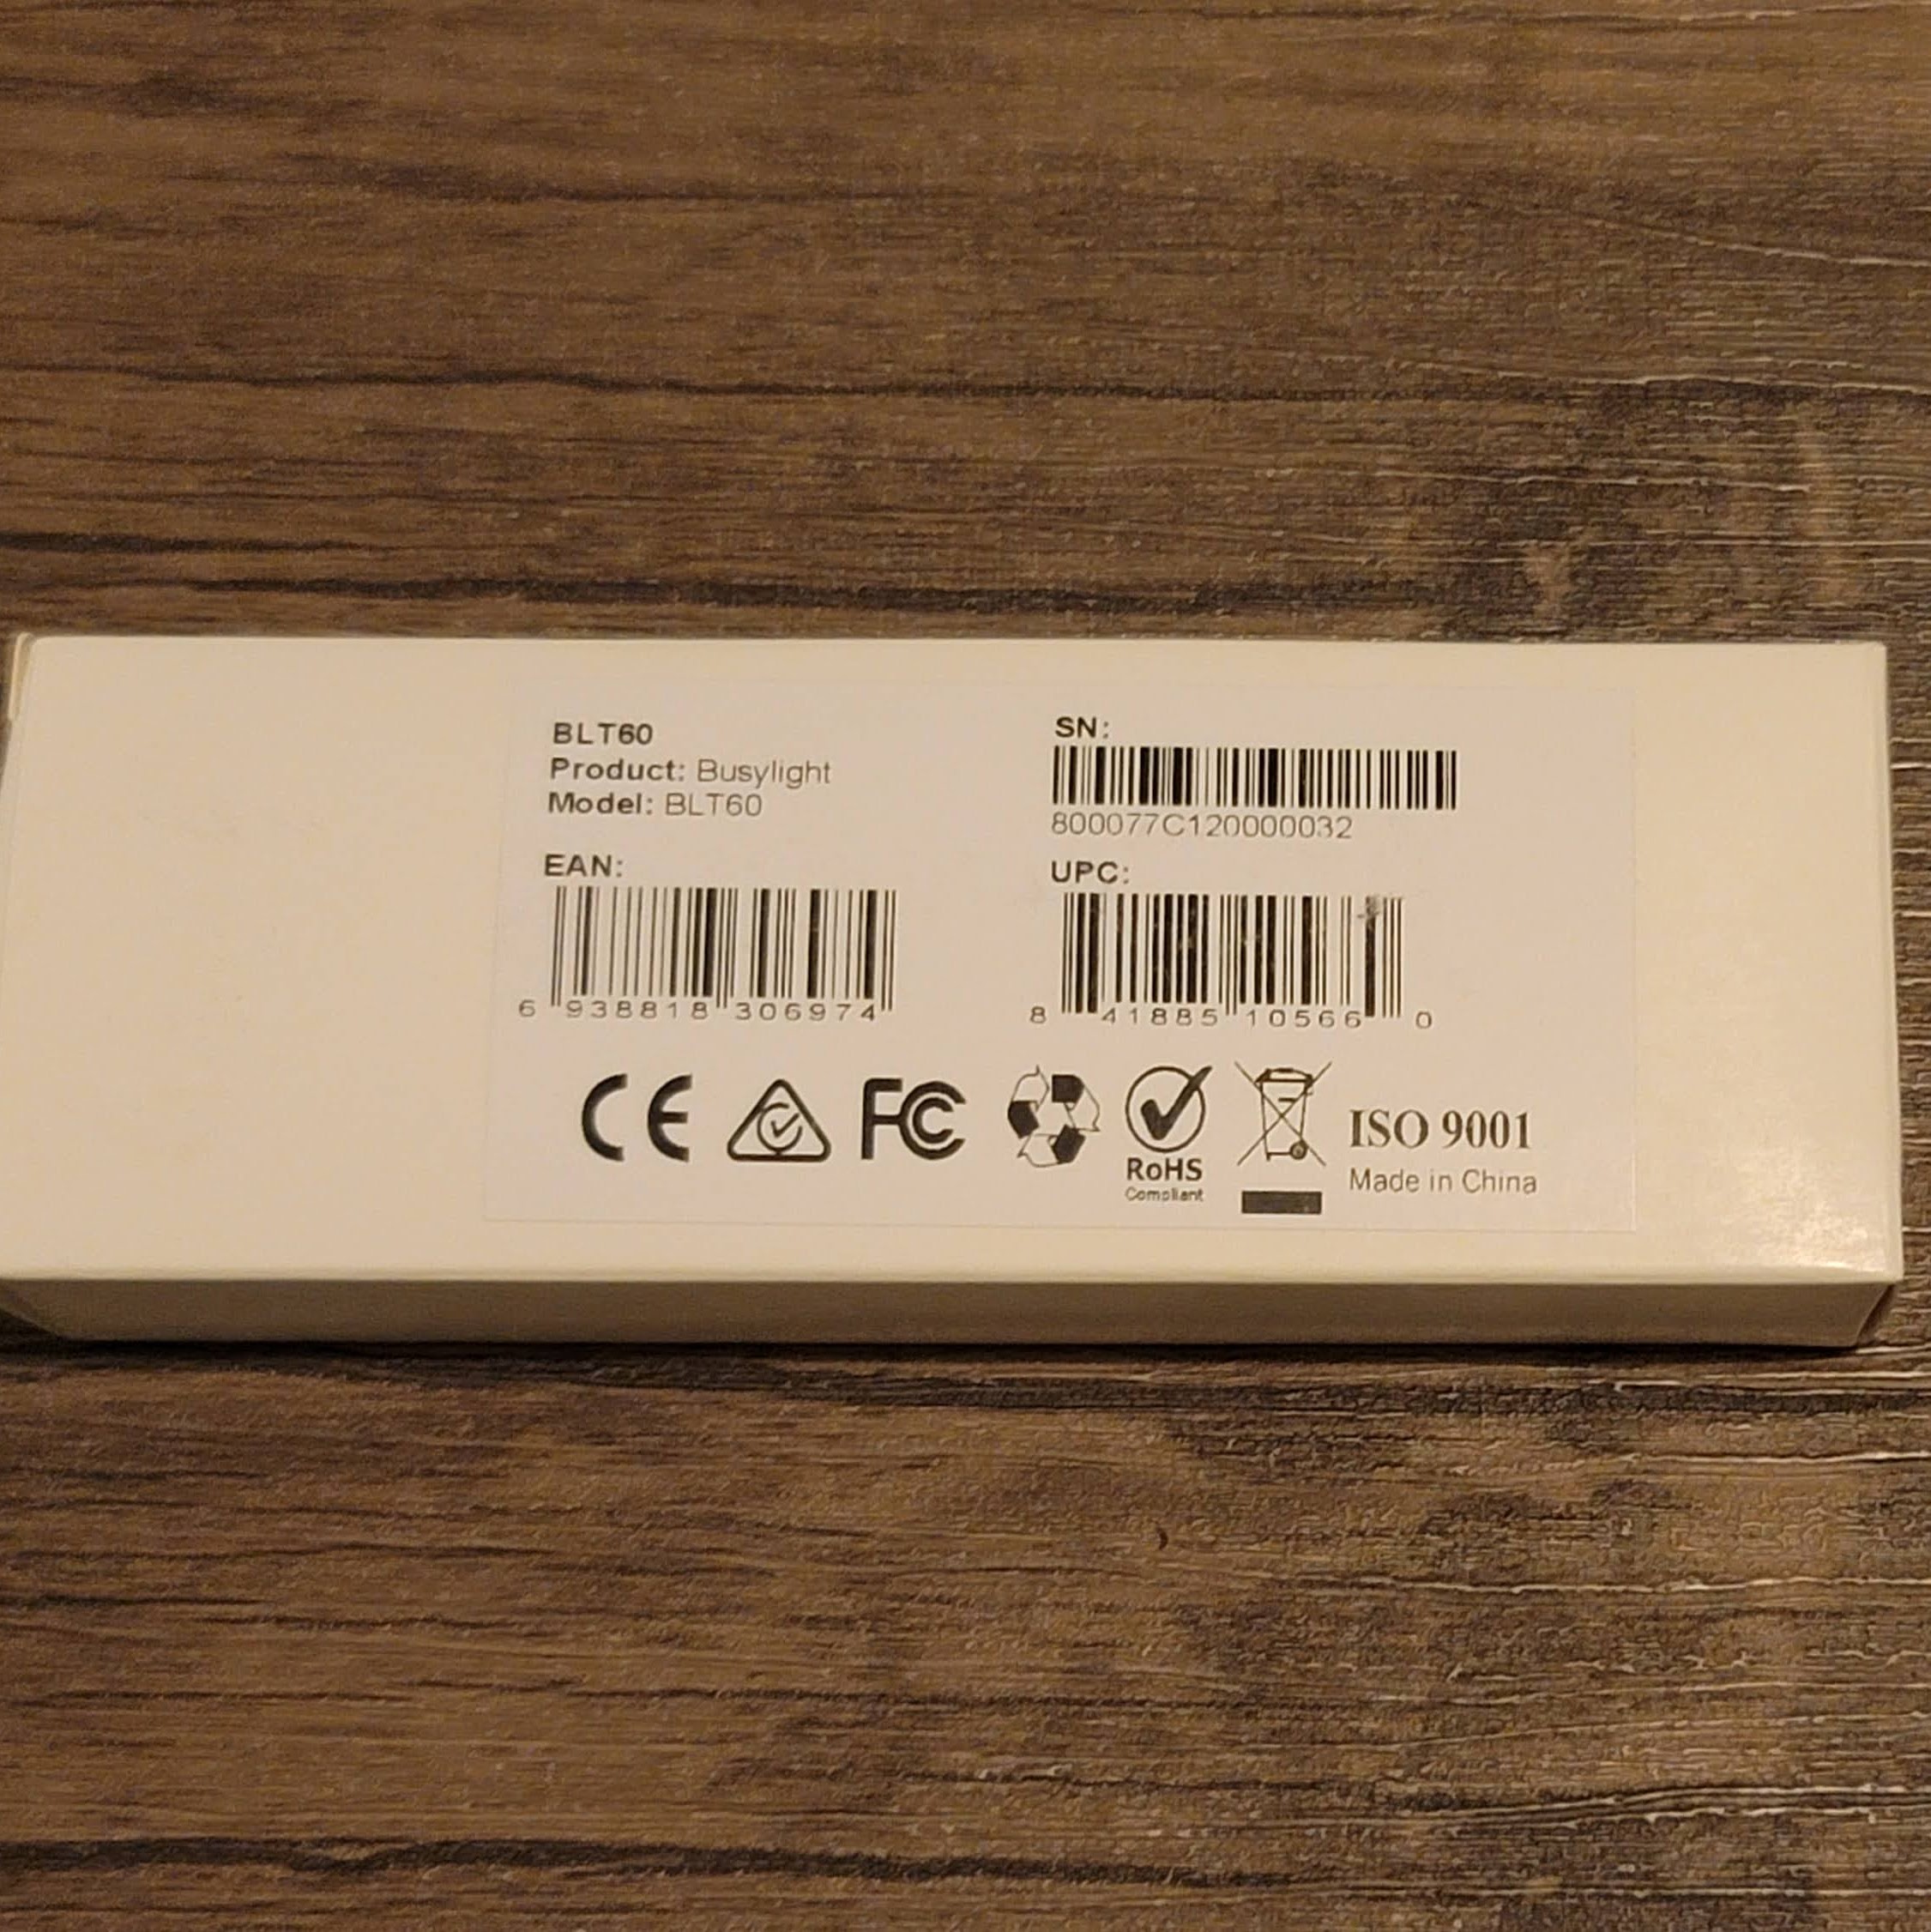 BLT60
Product: Busylight
Model: BLT60
EAN:
6 938818 306974
SN:
800077C120000032
UPC:
8 41885 10566 0
CE
FC
RoHS
Compliant
ISO 9001
Made in China